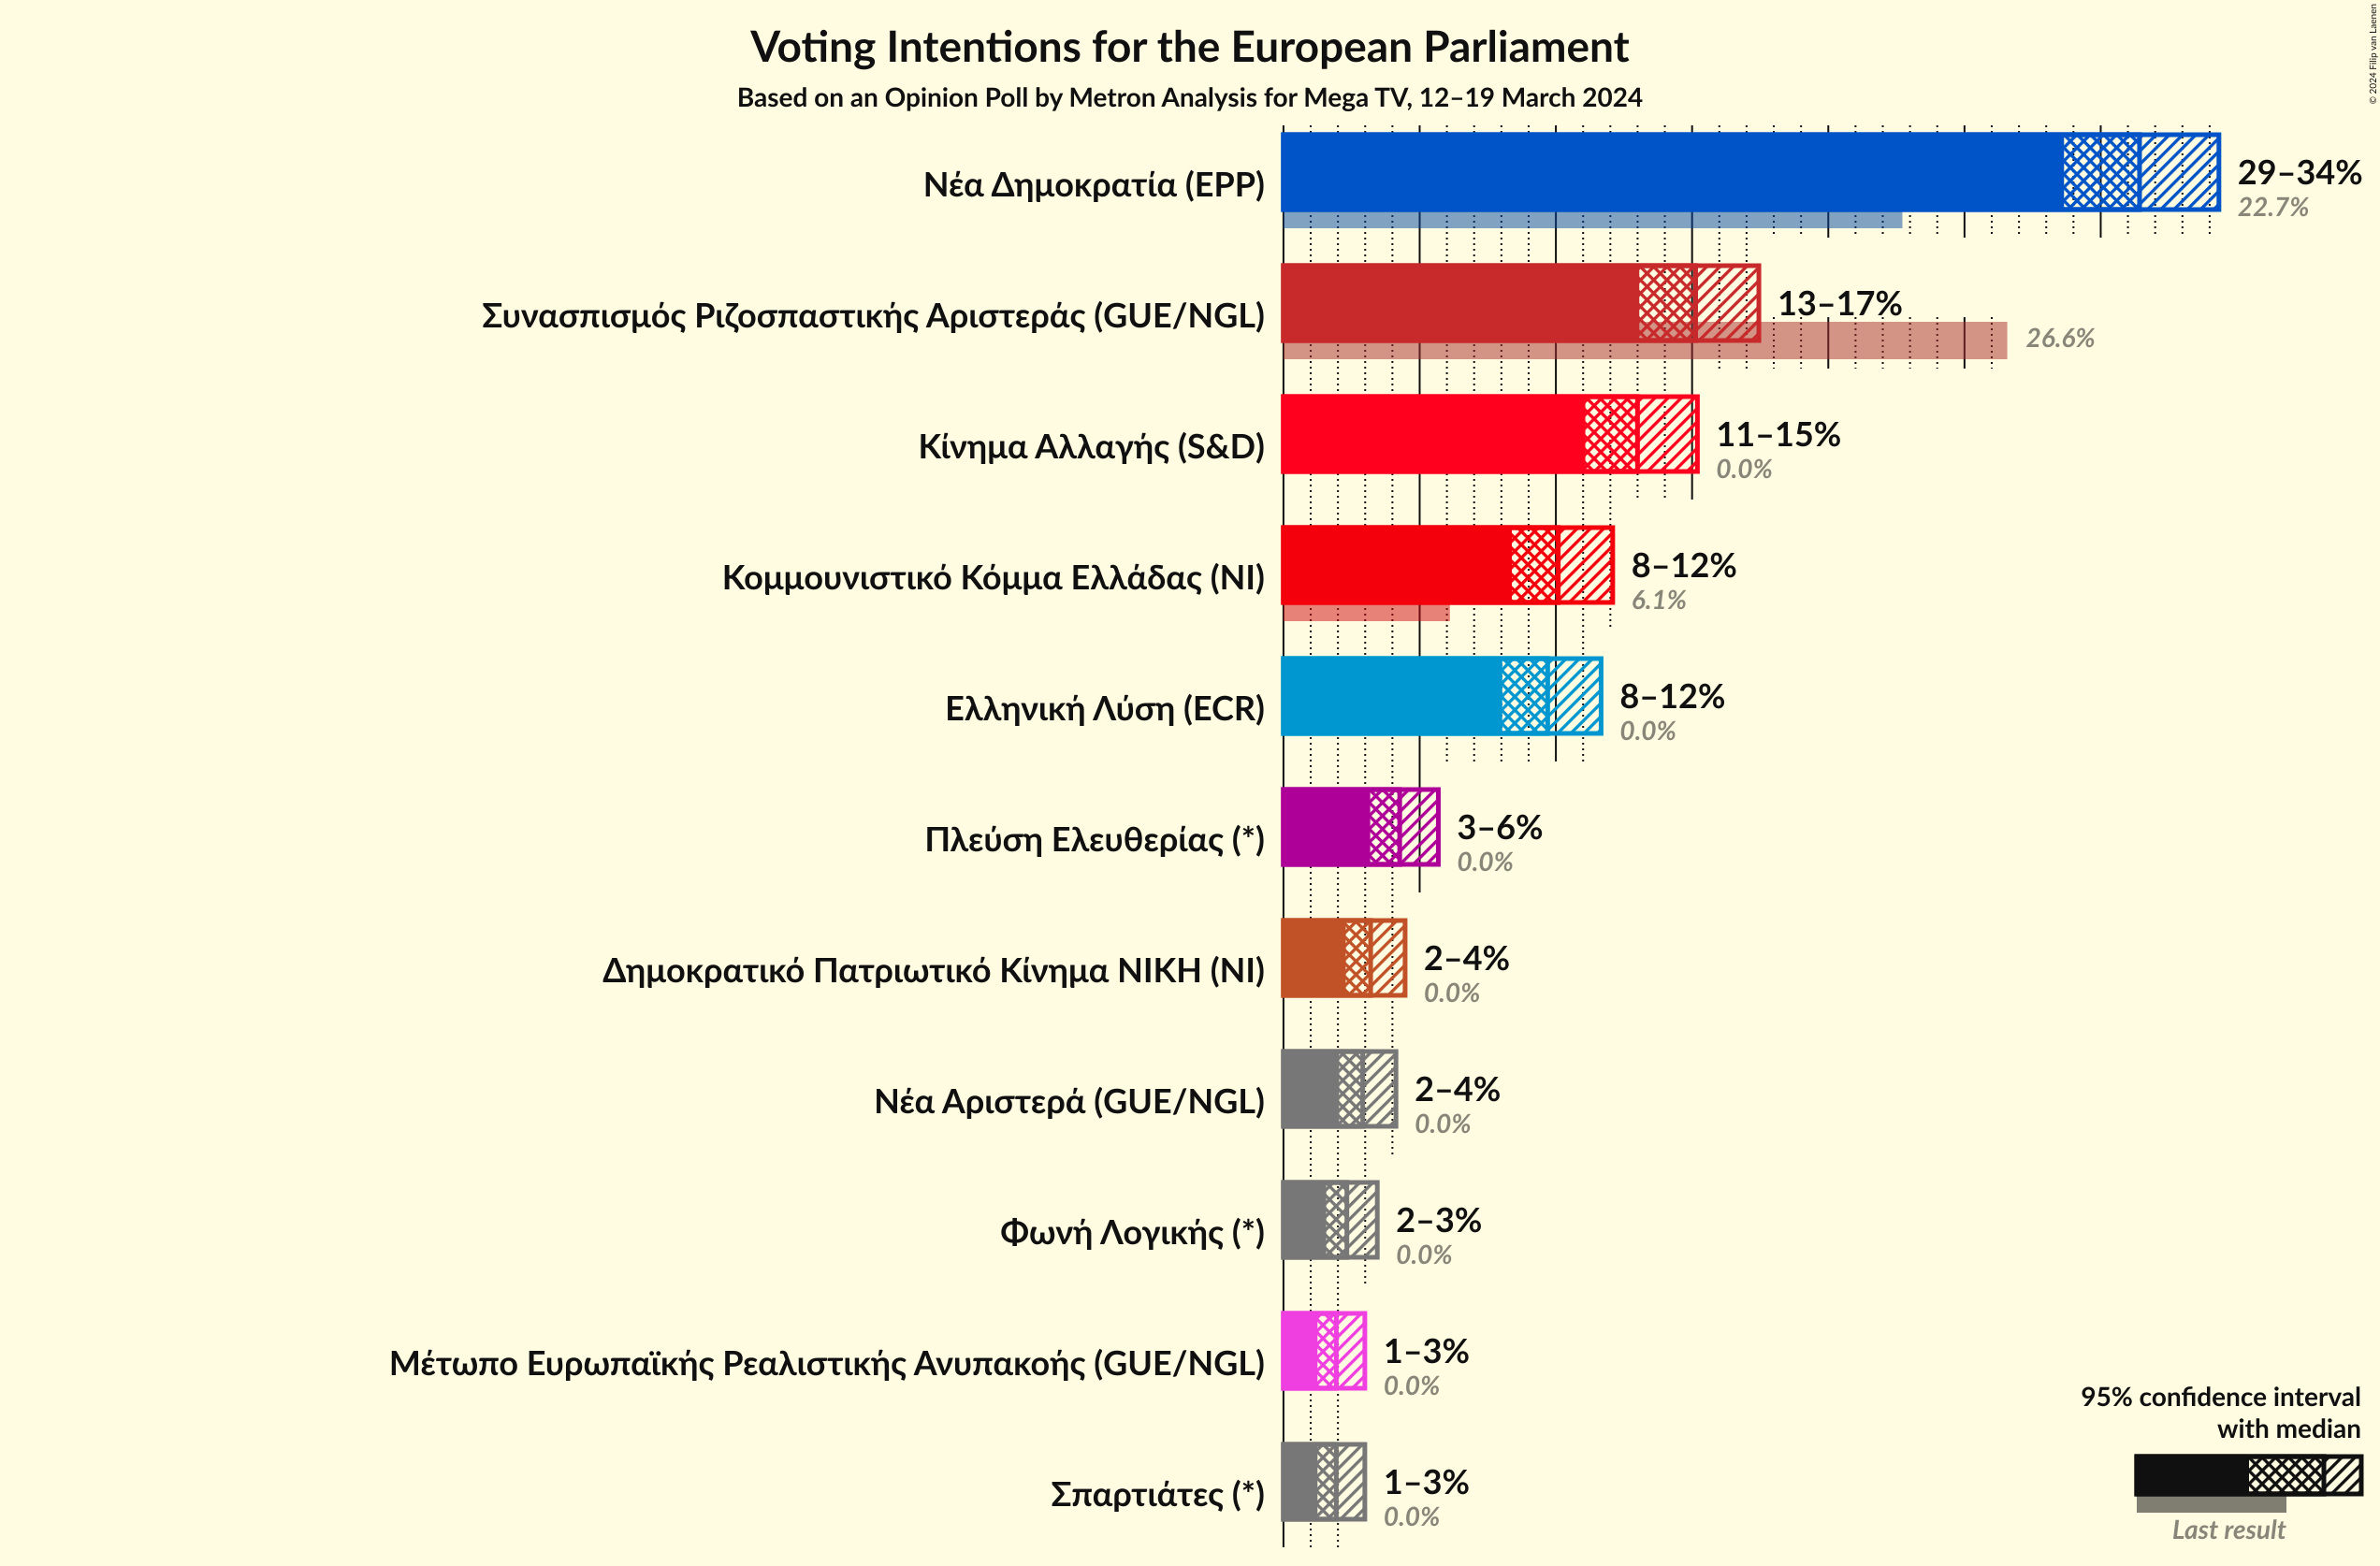 © 2024 Filip van Laenen
Voting Intentions for the European Parliament
Based on an Opinion Poll by Metron Analysis for Mega TV, 12–19 March 2024
Νέα Δημοκρατία (EPP)
29–34%
22.7%
Συνασπισμός Ριζοσπαστικής Αριστεράς (GUE/NGL)
13–17%
26.6%
Κίνημα Αλλαγής (S&D)
11–15%
0.0%
Κομμουνιστικό Κόμμα Ελλάδας (NI)
8–12%
6.1%
Ελληνική Λύση (ECR)
8–12%
0.0%
Πλεύση Ελευθερίας (*)
3–6%
0.0%
Δημοκρατικό Πατριωτικό Κίνημα ΝΙΚΗ (NI)
2–4%
0.0%
Νέα Αριστερά (GUE/NGL)
2–4%
0.0%
Φωνή Λογικής (*)
2–3%
0.0%
Μέτωπο Ευρωπαϊκής Ρεαλιστικής Ανυπακοής (GUE/NGL)
1–3%
0.0%
Σπαρτιάτες (*)
1–3%
0.0%
95% confidence interval
with median
Last result